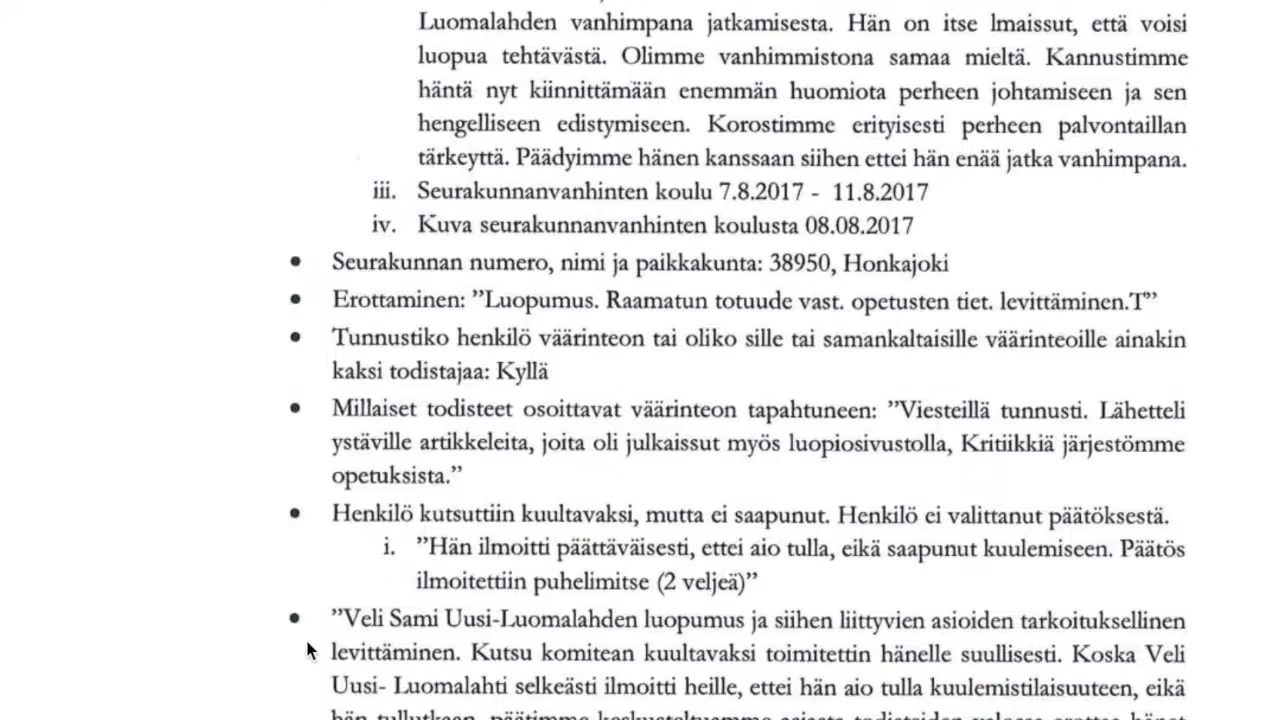 Luomalahden vanhimpana jatkamisesta. Hän on itse lmaissut, että voisi
luopua tehtävästä. Olimme vanhimmistona samaa mieltä. Kannustimme
häntä nyt kiinnittämään enemmän huomiota perheen johtamiseen ja sen
hengelliseen edistymiseen. Korostimme erityisesti perheen palvontaillan
tärkeyttä. Päädyimme hänen kanssaan siihen ettei hän enää jatka vanhimpana.
iii. Seurakunnanvanhinten koulu 7.8.2017 - 11.8.2017
iv. Kuva seurakunnanvanhinten koulusta 08.08.2017
• Seurakunnan numero, nimi ja paikkakunta: 38950, Honkajoki
• Erottaminen: ”Luopumus. Raamatun totuude vast. opetusten tiet. levittäminen.T”
• Tunnustiko henkilö väärinteon tai oliko sille tai samankaltaisille väärinteoille ainakin
kaksi todistajaa: Kyllä
• Millaiset todisteet osoittavat väärinteon tapahtuneen: ”Viesteillä tunnusti. Lähetteli
ystäville artikkeleita, joita oli julkaissut myös luopiosivustolla, Kritiikkiä järjestömme
opetuksista.”
• Henkilö kutsuttiin kuultavaksi, mutta ei saapunut. Henkilö ei valittanut päätöksestä.
i. ”Hän ilmoitti päättäväisesti, ettei aio tulla, eikä saapunut kuulemiseen. Päätös
ilmoitettiin puhelimitse (2 veljeä)”
• ”Veli Sami Uusi-Luomalahden luopumus ja siihen liittyvien asioiden tarkoituksellinen
levittäminen. Kutsu komitean kuultavaksi toimitettin hänelle suullisesti. Koska Veli
Uusi- Luomalahti selkeästi ilmoitti heille, ettei hän aio tulla kuulemistilaisuuteen, eikä
hän